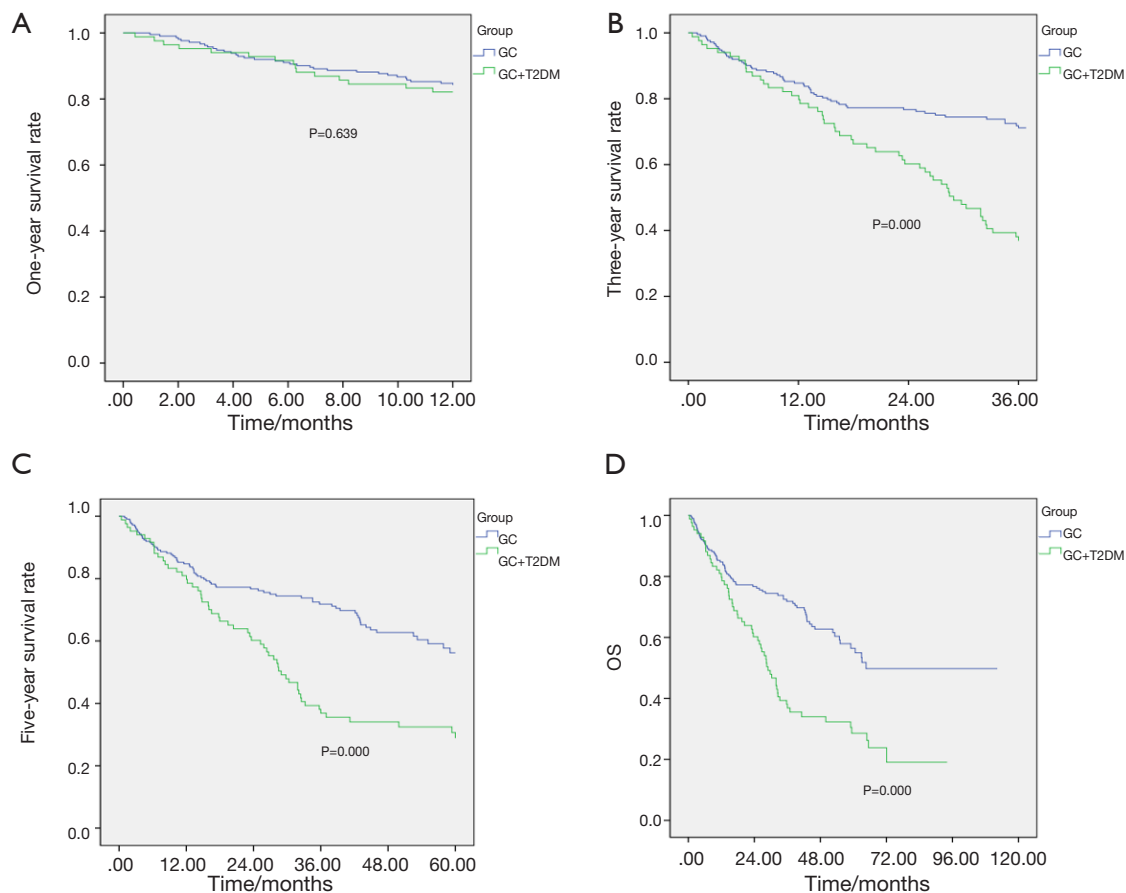 A
One-year survival rate
1.0
0.8
0.6
0.4
0.2
0.0
P=0.639
Group
GC
GC+T2DM
.00 2.00 4.00 6.00 8.00 10.00 12.00
Time/months
B
Three-year survival rate
1.0
0.8
0.6
0.4
0.2
0.0
P=0.000
Group
GC
GC+T2DM
.00 12.00 24.00 36.00
Time/months
C
Five-year survival rate
1.0
0.8
0.6
0.4
0.2
0.0
P=0.000
Group
GC
GC+T2DM
.00 12.00 24.00 36.00 48.00 60.00
Time/months
D
OS
1.0
0.8
0.6
0.4
0.2
0.0
P=0.000
Group
GC
GC+T2DM
.00 24.00 48.00 72.00 96.00 120.00
Time/months